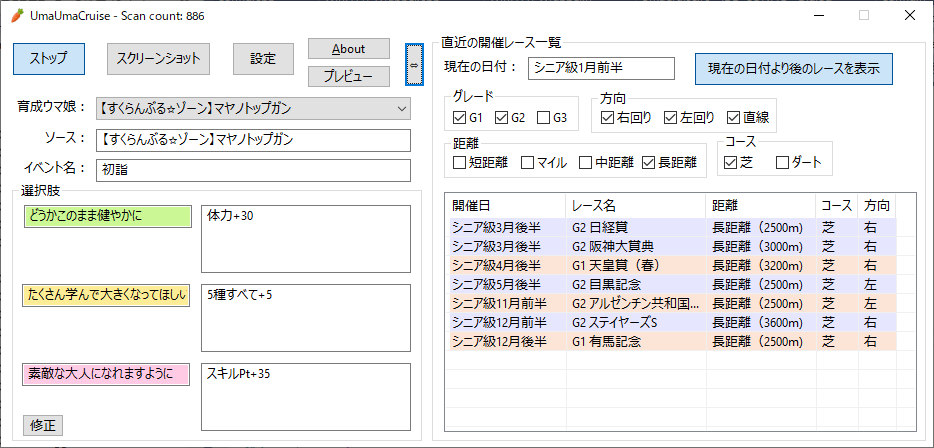 UmaUmaCruise - Scan count: 886
ストップ
スクリーンショット
設定
About
プレビュー
⇔
育成ウマ娘：
【すくらんぶる☆ゾーン】マヤノトップガン
ソース：
【すくらんぶる☆ゾーン】マヤノトップガン
イベント名：
初詣
選択肢
どうかこのまま健やかに
体力+30
たくさん学んで大きくなってほしい
5種すべて+5
素敵な大人になれますように
スキルPt+35
修正
直近の開催レース一覧
現在の日付：
シニア級1月前半
現在の日付より後のレースを表示
グレード
G1 G2 G3
方向
右回り 左回り 直線
距離
短距離 マイル 中距離 長距離
コース
芝 ダート
開催日 レース名 距離 コース 方向
シニア級3月後半 G2 日経賞 長距離（2500m） 芝 右
シニア級3月後半 G2 阪神大賞典 長距離（3000m） 芝 右
シニア級4月後半 G1 天皇賞（春） 長距離（3200m） 芝 右
シニア級5月後半 G2 目黒記念 長距離（2500m） 芝 左
シニア級11月前半 G2 アルゼンチン共和国... 長距離（2500m） 芝 左
シニア級12月前半 G2 ステイヤーズS 長距離（3600m） 芝 右
シニア級12月後半 G1 有馬記念 長距離（2500m） 芝 右